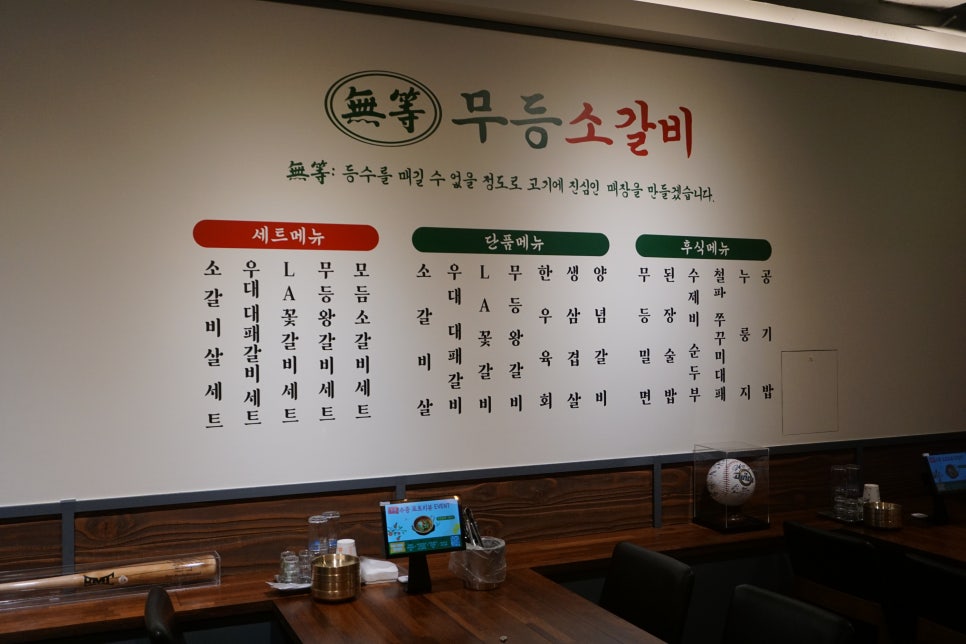 無等 무등소갈비
無等: 등수를 매길 수 없을 정도로 고기에 진심인 매장을 만들겠습니다.
세트메뉴
소갈비살세트
우대대패갈비세트
LA꽃갈비세트
무등왕갈비세트
모듬소갈비세트
단품메뉴
소갈비살
우대대패갈비
LA꽃갈비
무등왕갈비
한우육회
생삼겹살
양념갈비
후식메뉴
무등밀면
된장술밥
수제비순두부
철파쭈꾸미대패
누룽지
공기밥
포토리뷰 EVENT